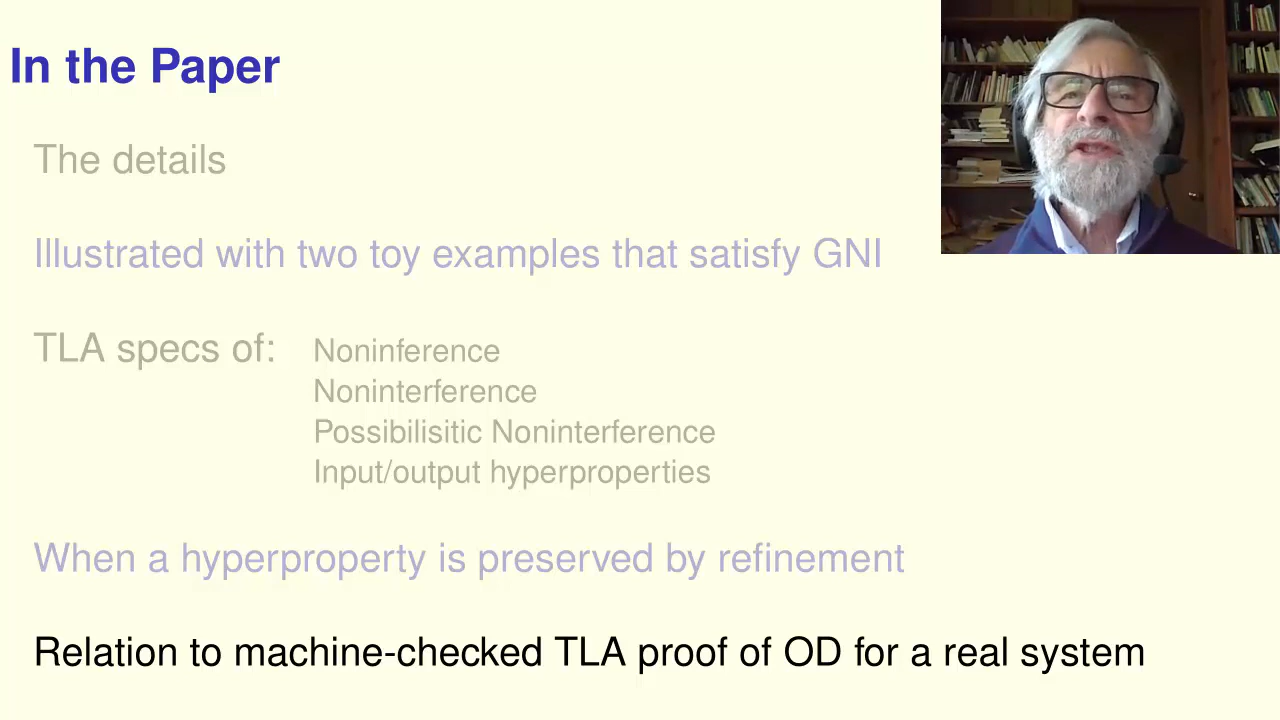 In the Paper
The details
Illustrated with two toy examples that satisfy GNI
TLA specs of: Noninference
Noninterference
Possibilisitic Noninterference
Input/output hyperproperties
When a hyperproperty is preserved by refinement
Relation to machine-checked TLA proof of OD for a real system